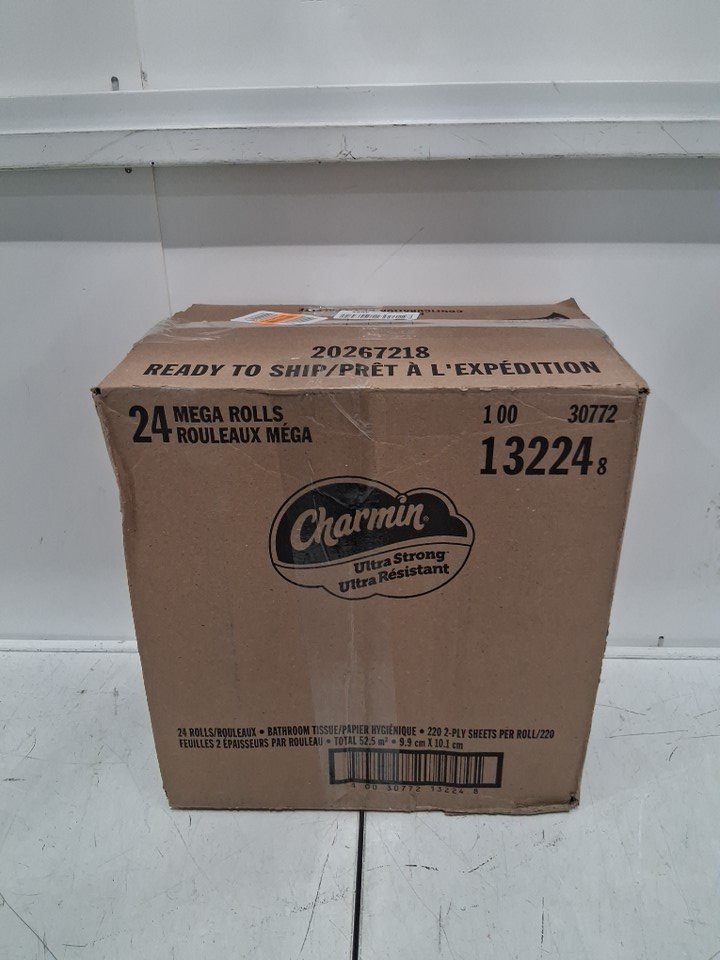 20267218
READY TO SHIP/PRÊT À L'EXPÉDITION
24 MEGA ROLLS
ROULEAUX MÉGA
1 00 30772
13224 8
Charmin®
Ultra Strong™
Ultra Résistant
24 ROLLS/ROULEAUX • BATHROOM TISSUE/PAPIER HYGIÉNIQUE • 220 2-PLY SHEETS PER ROLL/220
FEUILLES 2 ÉPAISSEURS PAR ROULEAU • TOTAL 52.5 m² • 9.9 cm X 10.1 cm
1 00 30772 13224 8